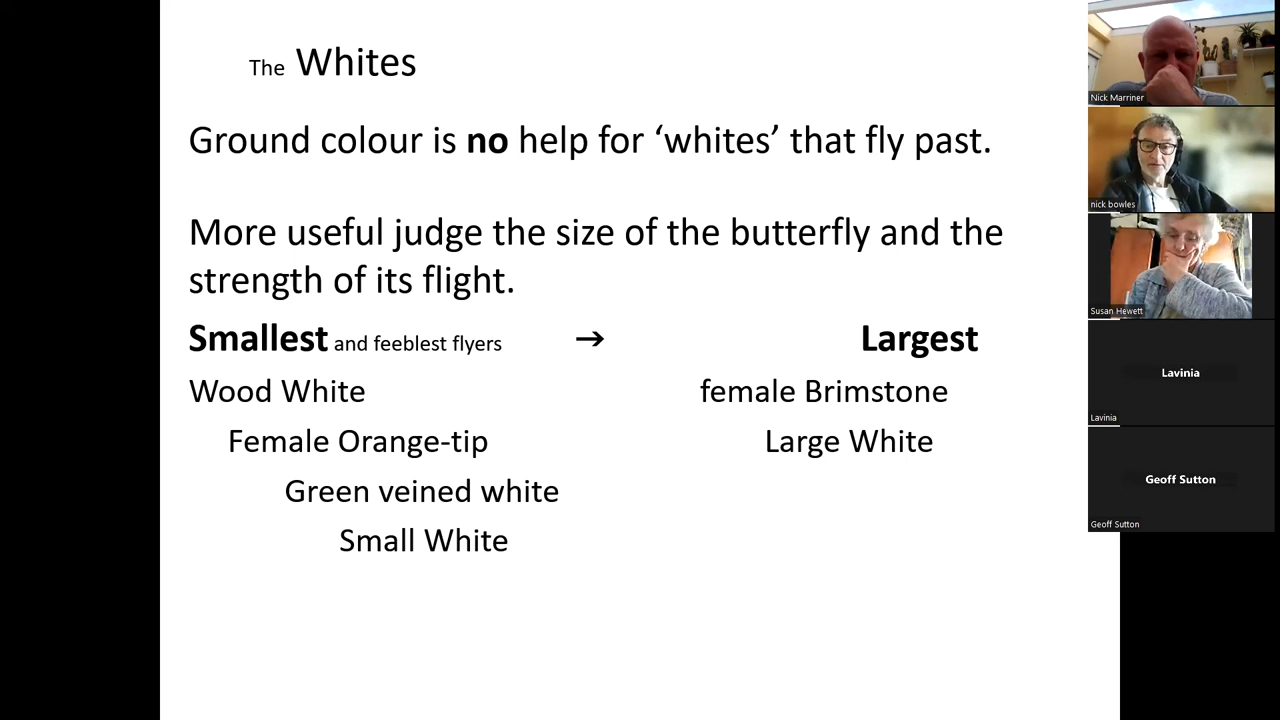 The Whites
Ground colour is no help for ‘whites’ that fly past.
More useful judge the size of the butterfly and the
strength of its flight.
Smallest and feeblest flyers → Largest
Wood White female Brimstone
Female Orange-tip Large White
Green veined white
Small White
Nick Marriner
nick bowles
Susan Hewett
Lavinia
Lavinia
Geoff Sutton
Geoff Sutton